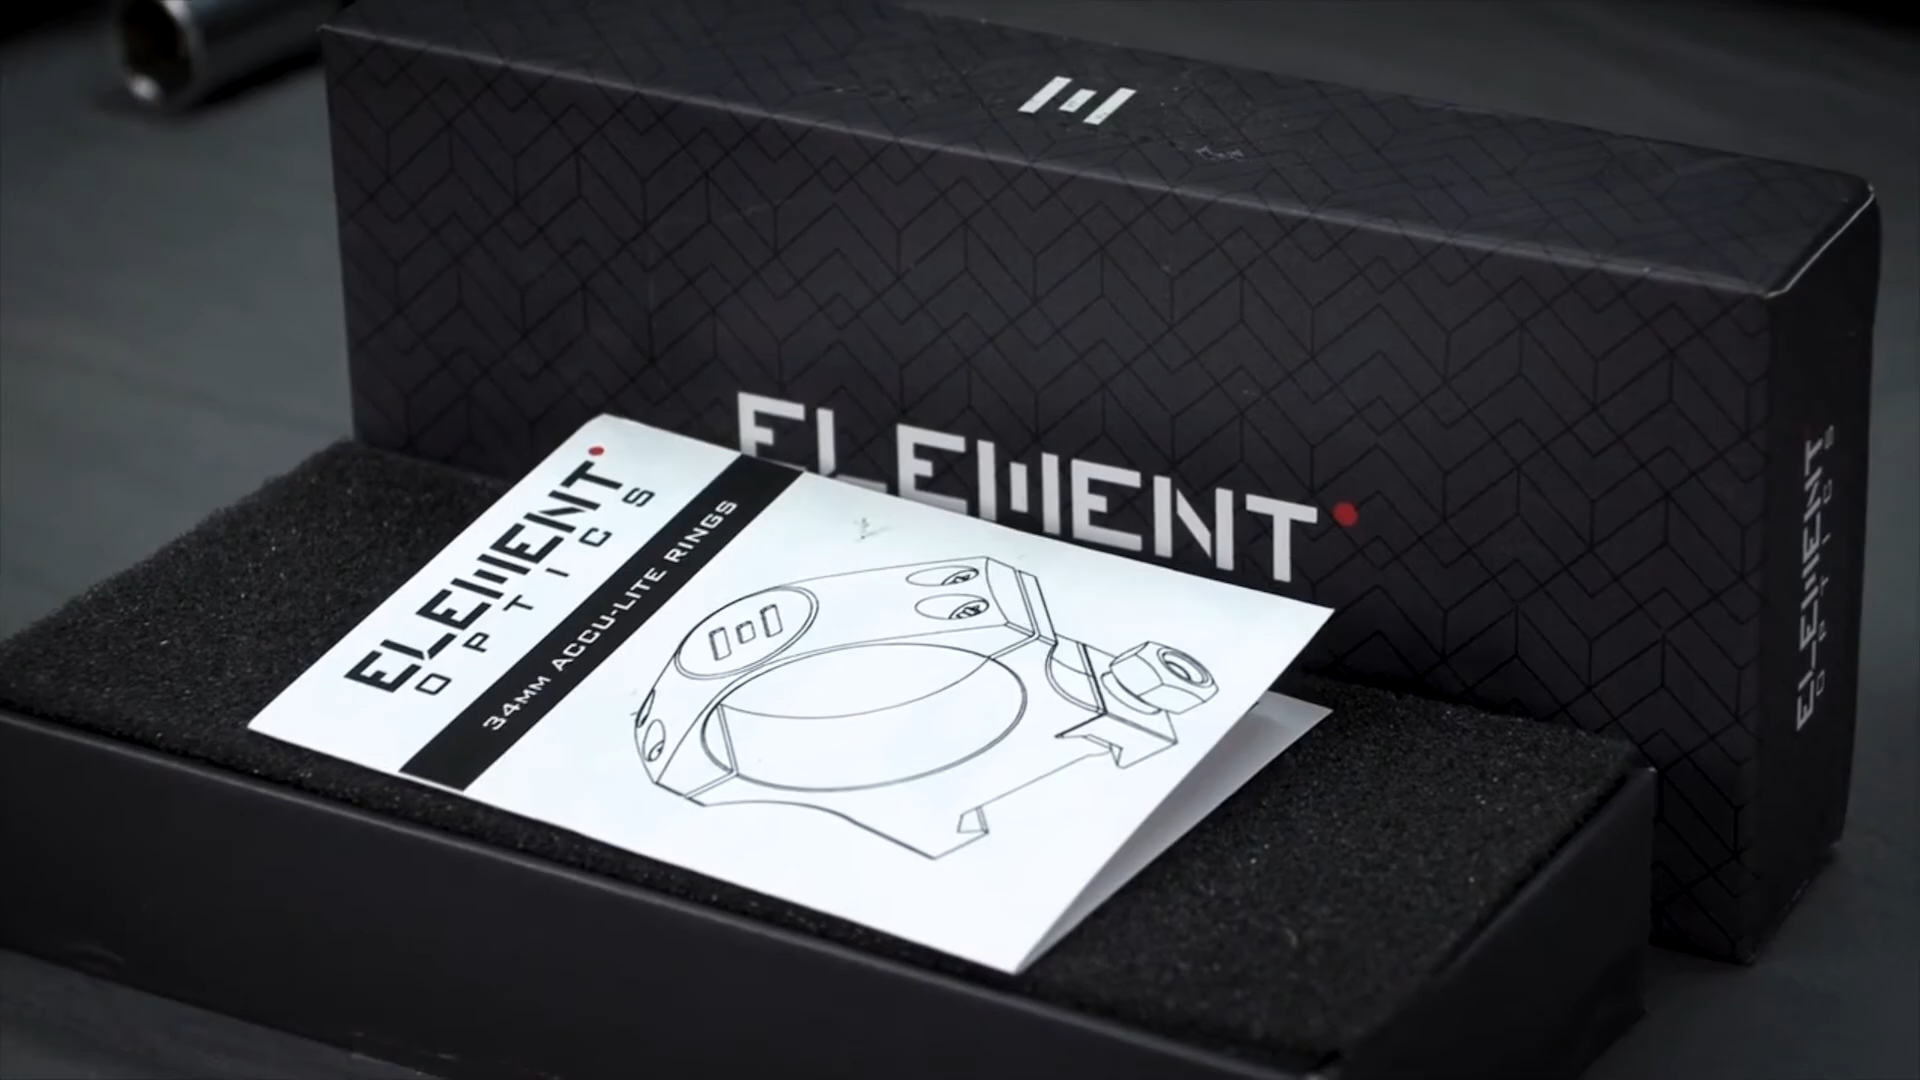 ELEMENT
ELEMENT
OPTICS
34MM ACCU-LITE RINGS
ELEMENT
OPTICS